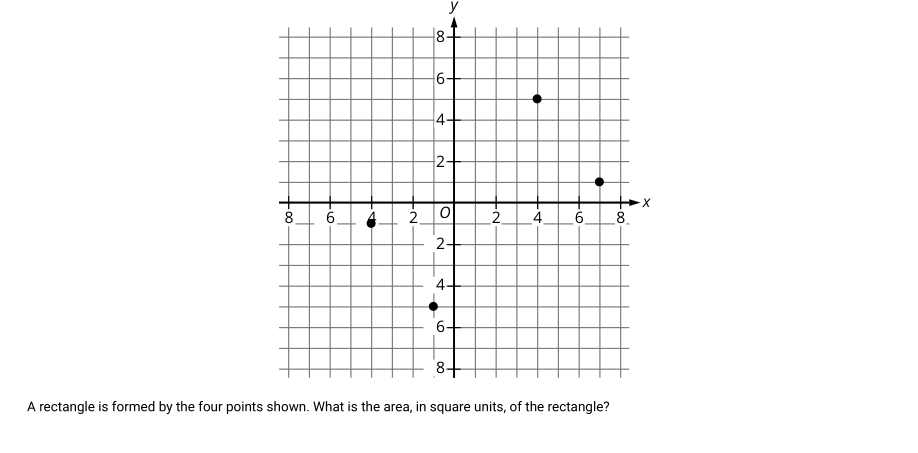 y
8
6
4
2
O
x
8 6 4 2 2 4 6 8
2
4
6
8
A rectangle is formed by the four points shown. What is the area, in square units, of the rectangle?